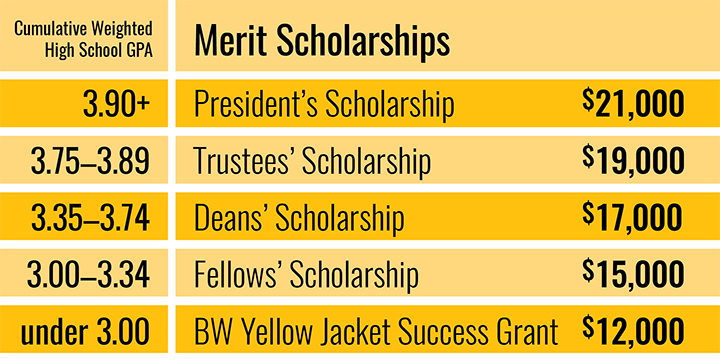 Cumulative Weighted
High School GPA
Merit Scholarships
3.90+ President’s Scholarship $21,000
3.75–3.89 Trustees’ Scholarship $19,000
3.35–3.74 Deans’ Scholarship $17,000
3.00–3.34 Fellows’ Scholarship $15,000
under 3.00 BW Yellow Jacket Success Grant $12,000